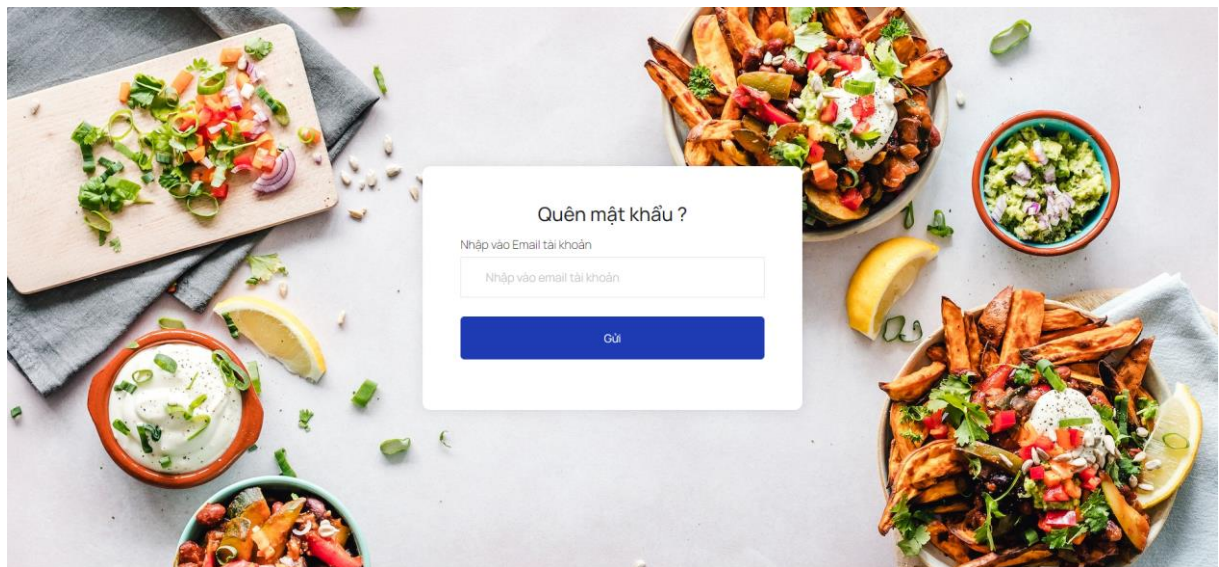 Quên mật khẩu ?
Nhập vào Email tài khoản
Nhập vào email tài khoản
Gửi